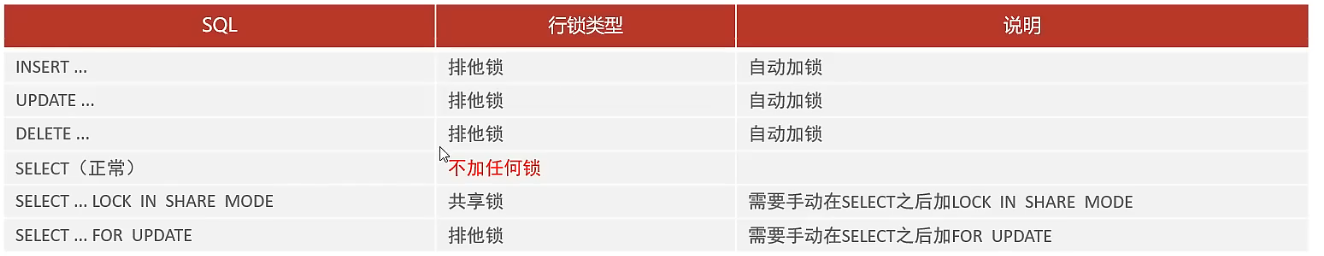 SQL 行锁类型 说明
INSERT ... 排他锁 自动加锁
UPDATE ... 排他锁 自动加锁
DELETE ... 排他锁 自动加锁
SELECT（正常） 不加任何锁
SELECT ... LOCK IN SHARE MODE 共享锁 需要手动在SELECT之后加LOCK IN SHARE MODE
SELECT ... FOR UPDATE 排他锁 需要手动在SELECT之后加FOR UPDATE